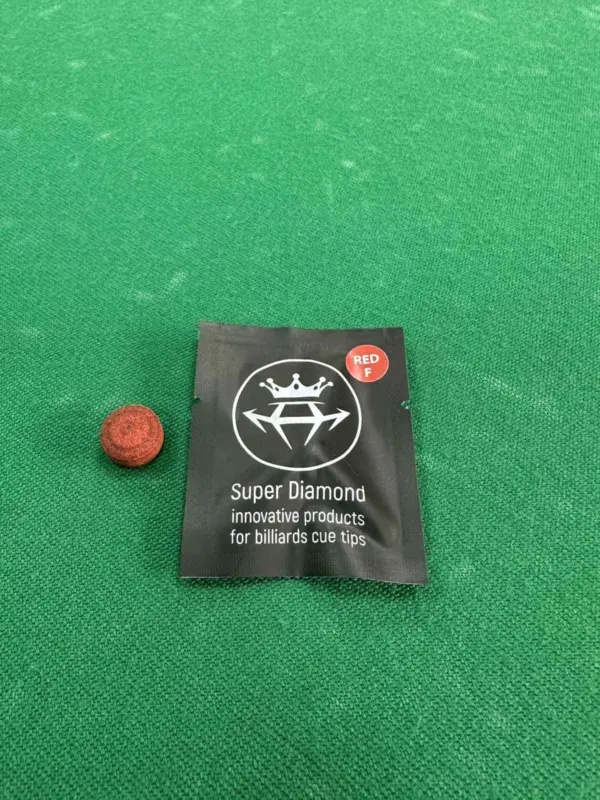 RED
F
Super Diamond
innovative products
for billiards cue tips